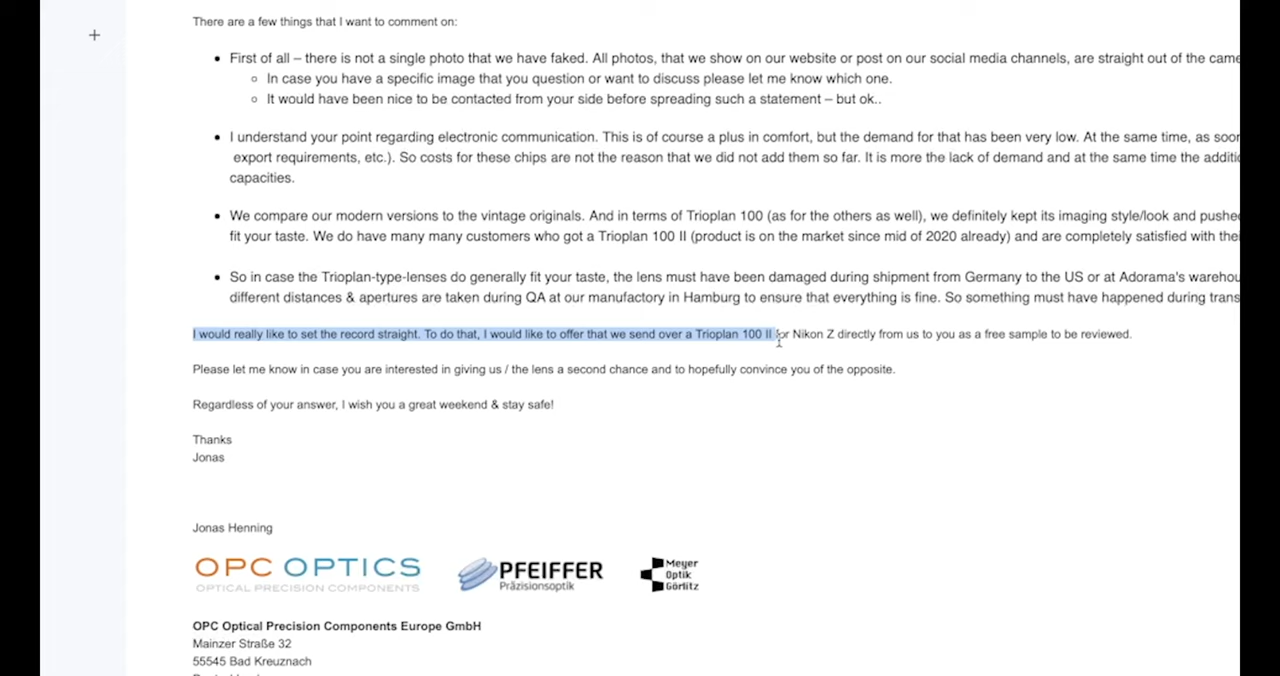 There are a few things that I want to comment on:
• First of all – there is not a single photo that we have faked. All photos, that we show on our website or post on our social media channels, are straight out of the came
In case you have a specific image that you question or want to discuss please let me know which one.
It would have been nice to be contacted from your side before spreading such a statement – but ok..
• I understand your point regarding electronic communication. This is of course a plus in comfort, but the demand for that has been very low. At the same time, as soor
export requirements, etc.). So costs for these chips are not the reason that we did not add them so far. It is more the lack of demand and at the same time the additi
capacities.
• We compare our modern versions to the vintage originals. And in terms of Trioplan 100 (as for the others as well), we definitely kept its imaging style/look and pushe
fit your taste. We do have many many customers who got a Trioplan 100 II (product is on the market since mid of 2020 already) and are completely satisfied with thei
• So in case the Trioplan-type-lenses do generally fit your taste, the lens must have been damaged during shipment from Germany to the US or at Adorama's warehou
different distances & apertures are taken during QA at our manufactory in Hamburg to ensure that everything is fine. So something must have happened during trans
I would really like to set the record straight. To do that, I would like to offer that we send over a Trioplan 100 II for Nikon Z directly from us to you as a free sample to be reviewed.
Please let me know in case you are interested in giving us / the lens a second chance and to hopefully convince you of the opposite.
Regardless of your answer, I wish you a great weekend & stay safe!
Thanks
Jonas
Jonas Henning
OPC OPTICS
OPTICAL PRECISION COMPONENTS
PFEIFFER
Präzisionsoptik
Meyer
Optik
Görlitz
OPC Optical Precision Components Europe GmbH
Mainzer Straße 32
55545 Bad Kreuznach